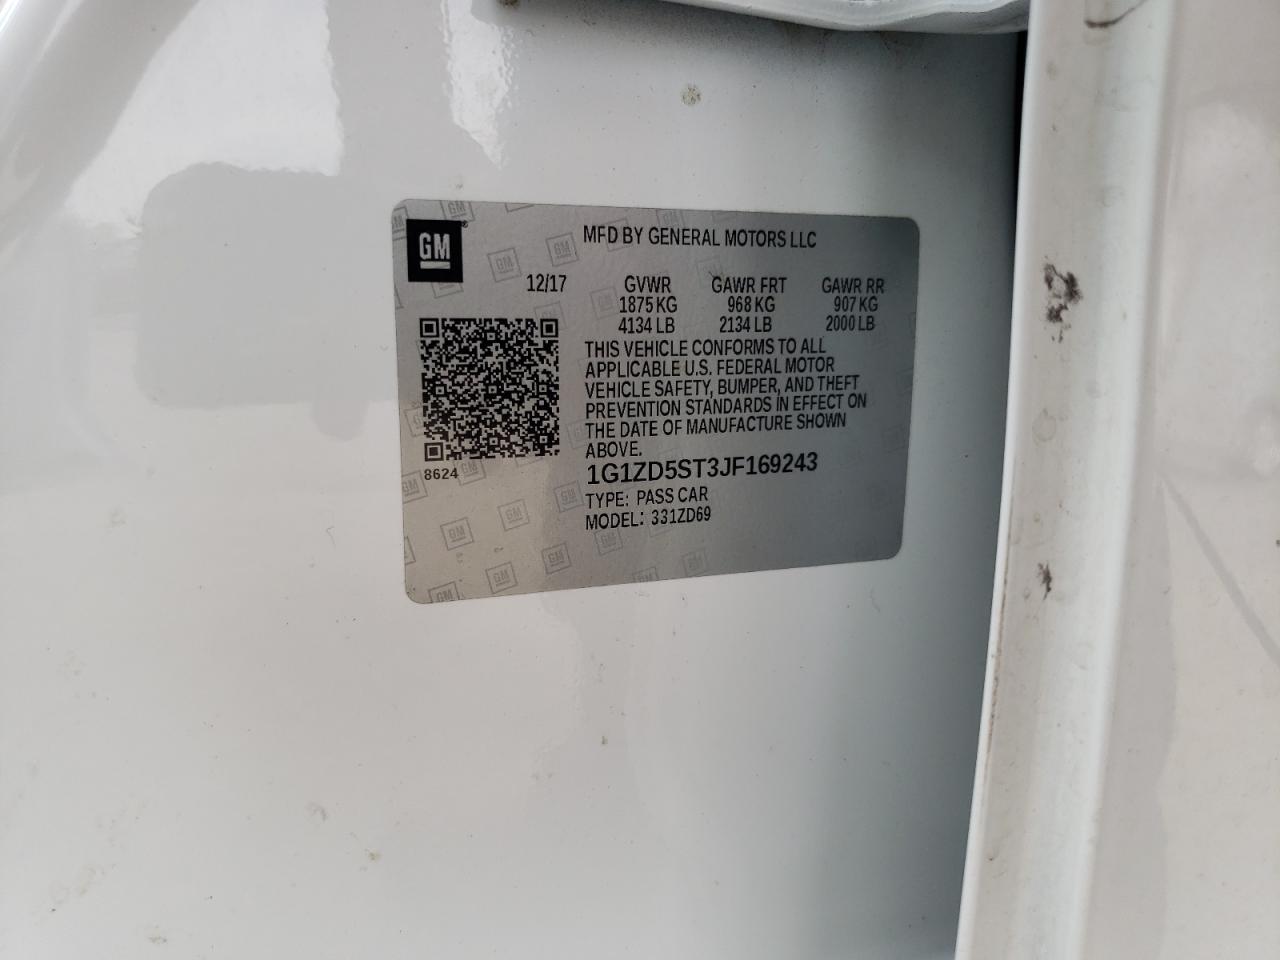 GM
MFD BY GENERAL MOTORS LLC
12/17 GVWR GAWR FRT GAWR RR
1875 KG 968 KG 907 KG
4134 LB 2134 LB 2000 LB
THIS VEHICLE CONFORMS TO ALL
APPLICABLE U.S. FEDERAL MOTOR
VEHICLE SAFETY, BUMPER, AND THEFT
PREVENTION STANDARDS IN EFFECT ON
THE DATE OF MANUFACTURE SHOWN
ABOVE.
8624
1G1ZD5ST3JF169243
TYPE: PASS CAR
MODEL: 331ZD69